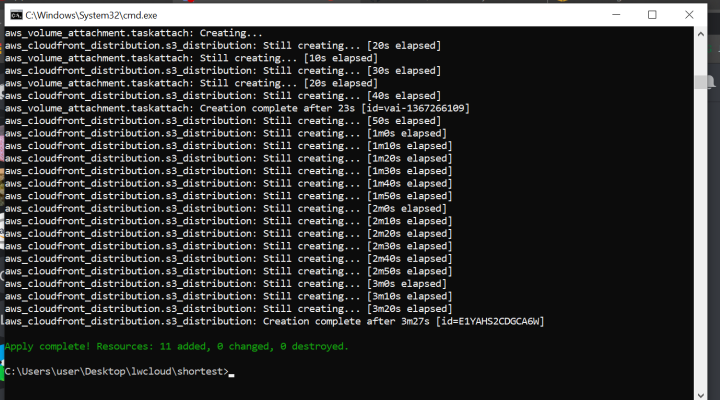 C:\Windows\System32\cmd.exe
aws_volume_attachment.taskattach: Creating...
aws_cloudfront_distribution.s3_distribution: Still creating... [20s elapsed]
aws_volume_attachment.taskattach: Still creating... [10s elapsed]
aws_cloudfront_distribution.s3_distribution: Still creating... [30s elapsed]
aws_volume_attachment.taskattach: Still creating... [20s elapsed]
aws_cloudfront_distribution.s3_distribution: Still creating... [40s elapsed]
aws_volume_attachment.taskattach: Creation complete after 23s [id=vai-1367266109]
aws_cloudfront_distribution.s3_distribution: Still creating... [50s elapsed]
aws_cloudfront_distribution.s3_distribution: Still creating... [1m0s elapsed]
aws_cloudfront_distribution.s3_distribution: Still creating... [1m10s elapsed]
aws_cloudfront_distribution.s3_distribution: Still creating... [1m20s elapsed]
aws_cloudfront_distribution.s3_distribution: Still creating... [1m30s elapsed]
aws_cloudfront_distribution.s3_distribution: Still creating... [1m40s elapsed]
aws_cloudfront_distribution.s3_distribution: Still creating... [1m50s elapsed]
aws_cloudfront_distribution.s3_distribution: Still creating... [2m0s elapsed]
aws_cloudfront_distribution.s3_distribution: Still creating... [2m10s elapsed]
aws_cloudfront_distribution.s3_distribution: Still creating... [2m20s elapsed]
aws_cloudfront_distribution.s3_distribution: Still creating... [2m30s elapsed]
aws_cloudfront_distribution.s3_distribution: Still creating... [2m40s elapsed]
aws_cloudfront_distribution.s3_distribution: Still creating... [2m50s elapsed]
aws_cloudfront_distribution.s3_distribution: Still creating... [3m0s elapsed]
aws_cloudfront_distribution.s3_distribution: Still creating... [3m10s elapsed]
aws_cloudfront_distribution.s3_distribution: Still creating... [3m20s elapsed]
aws_cloudfront_distribution.s3_distribution: Creation complete after 3m27s [id=E1YAHS2CDGCA6W]
Apply complete! Resources: 11 added, 0 changed, 0 destroyed.
C:\Users\user\Desktop\lwcloud\shortest>